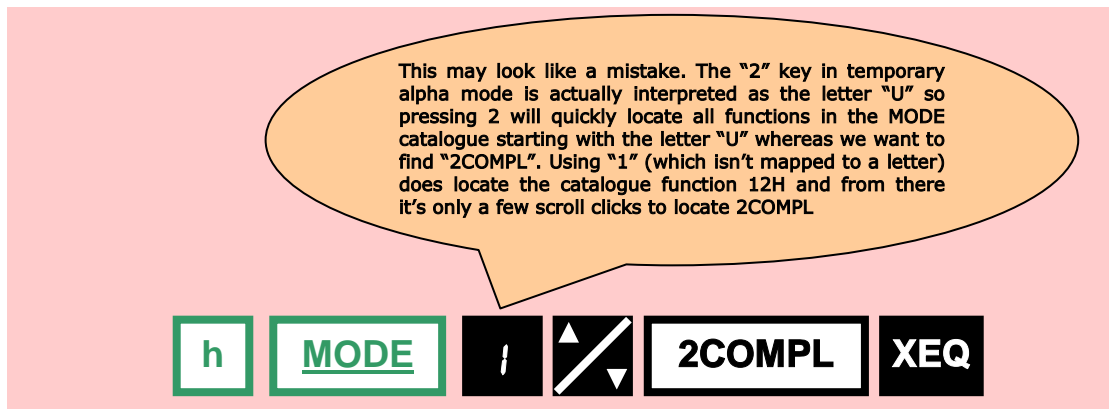 This may look like a mistake. The “2” key in temporary
alpha mode is actually interpreted as the letter “U” so
pressing 2 will quickly locate all functions in the MODE
catalogue starting with the letter “U” whereas we want to
find “2COMPL”. Using “1” (which isn’t mapped to a letter)
does locate the catalogue function 12H and from there
it’s only a few scroll clicks to locate 2COMPL
h MODE 1 ▲/▼ 2COMPL XEQ